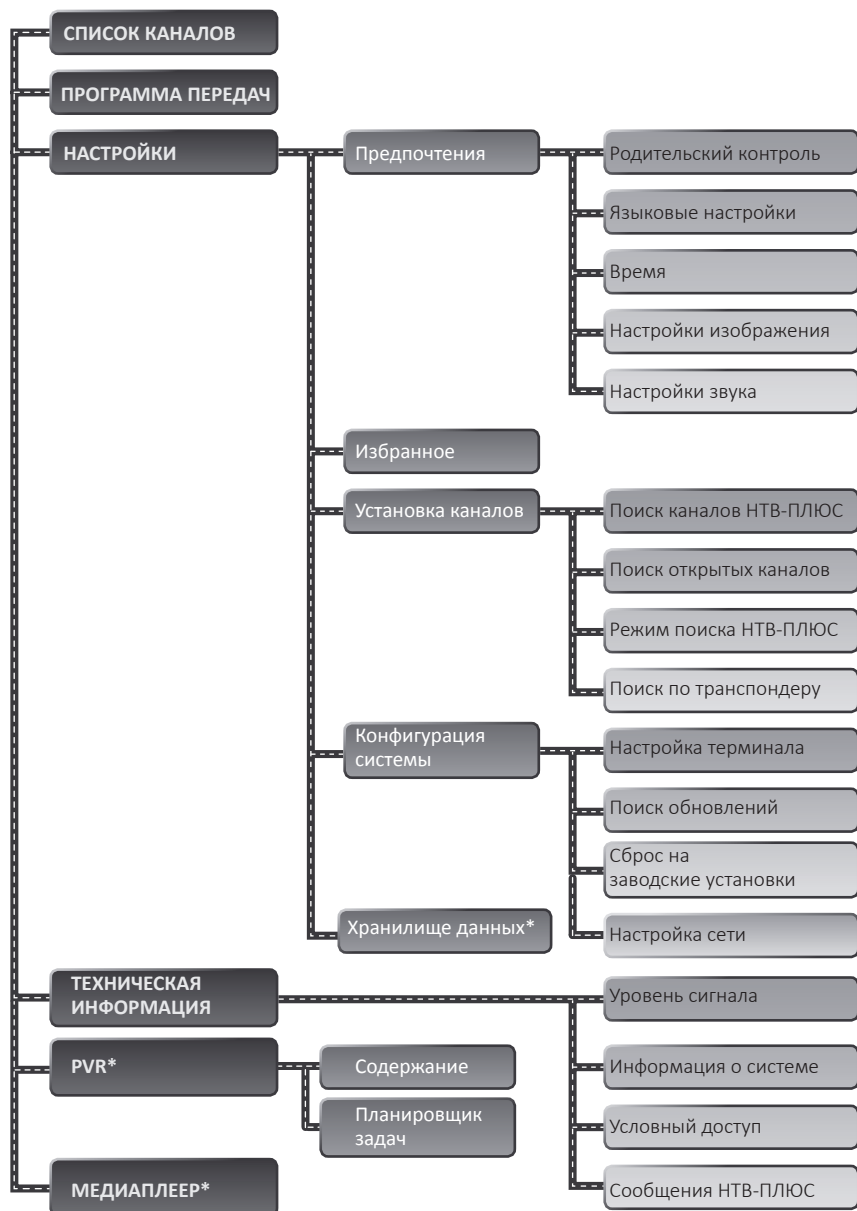 СПИСОК КАНАЛОВ
ПРОГРАММА ПЕРЕДАЧ
НАСТРОЙКИ
Предпочтения
Родительский контроль
Языковые настройки
Время
Настройки изображения
Настройки звука
Избранное
Установка каналов
Поиск каналов НТВ-ПЛЮС
Поиск открытых каналов
Режим поиска НТВ-ПЛЮС
Поиск по транспондеру
Конфигурация
системы
Настройка терминала
Поиск обновлений
Сброс на
заводские установки
Настройка сети
Хранилище данных*
ТЕХНИЧЕСКАЯ
ИНФОРМАЦИЯ
Уровень сигнала
Информация о системе
Условный доступ
Сообщения НТВ-ПЛЮС
PVR*
Содержание
Планировщик
задач
МЕДИАПЛЕЕР*